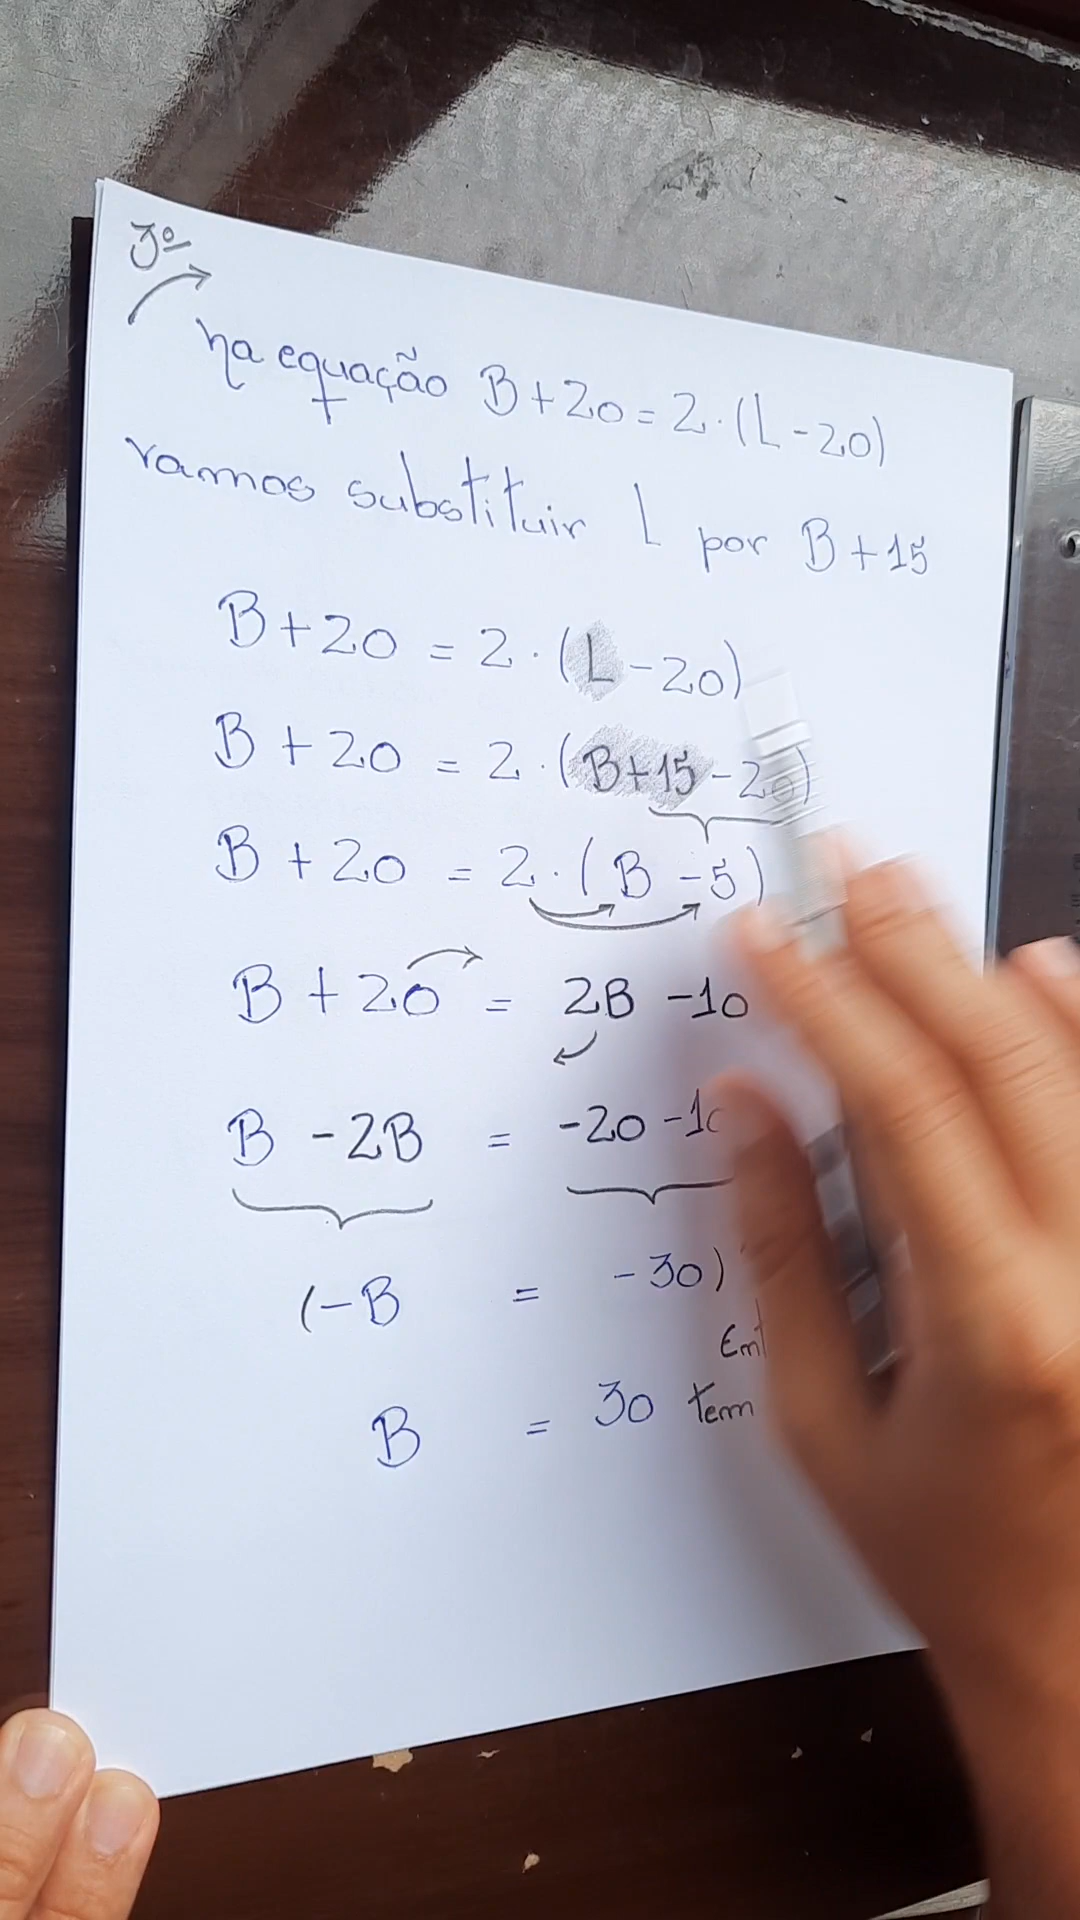 3º
na equação B+20=2·(L-20)
vamos substituir L por B+15
B+20 = 2·(L-20)
B+20 = 2·(B+15-20)
B+20 = 2·(B-5)
B+20 = 2B-10
B-2B = -20-10
(-B = -30)
B = 30 tem